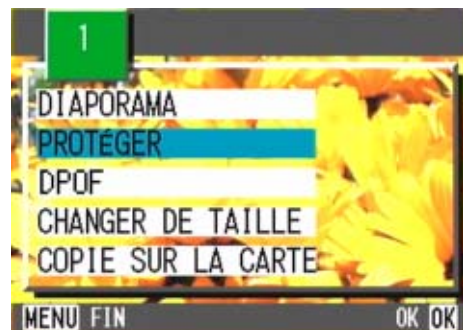 1
DIAPORAMA
PROTÉGER
DPOF
CHANGER DE TAILLE
COPIE SUR LA CARTE
MENU FIN OK OK